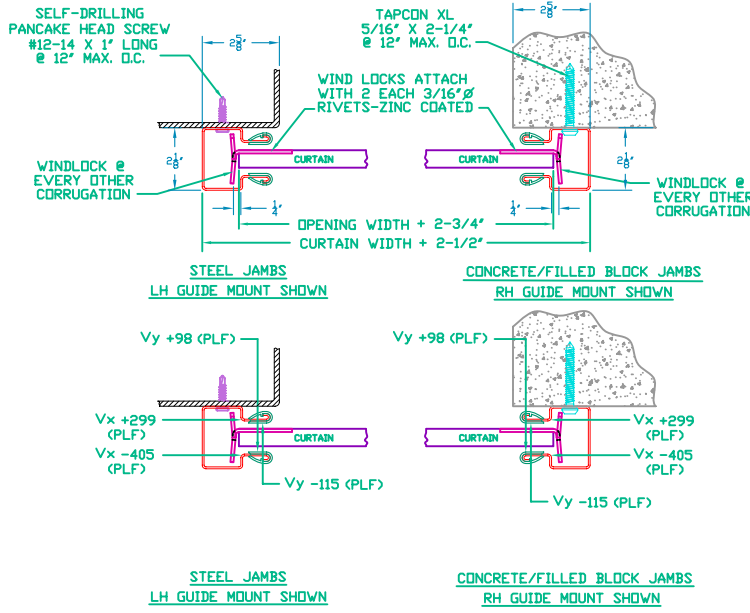 SELF-DRILLING
PANCAKE HEAD SCREW
#12-14 X 1" LONG
@ 12" MAX. O.C.
2 5/8"
TAPCON XL
5/16" X 2-1/4"
@ 12" MAX. O.C.
2 5/8"
WIND LOCKS ATTACH
WITH 2 EACH 3/16"Ø
RIVETS-ZINC COATED
2 1/8"
CURTAIN
CURTAIN
2 1/8"
WINDLOCK @
EVERY OTHER
CORRUGATION
WINDLOCK @
EVERY OTHER
CORRUGATION
1/4"
1/4"
OPENING WIDTH + 2-3/4"
CURTAIN WIDTH + 2-1/2"
STEEL JAMBS
LH GUIDE MOUNT SHOWN
CONCRETE/FILLED BLOCK JAMBS
RH GUIDE MOUNT SHOWN
Vy +98 (PLF)
Vy +98 (PLF)
Vx +299
(PLF)
Vx -405
(PLF)
CURTAIN
CURTAIN
Vx +299
(PLF)
Vx -405
(PLF)
Vy -115 (PLF)
Vy -115 (PLF)
STEEL JAMBS
LH GUIDE MOUNT SHOWN
CONCRETE/FILLED BLOCK JAMBS
RH GUIDE MOUNT SHOWN